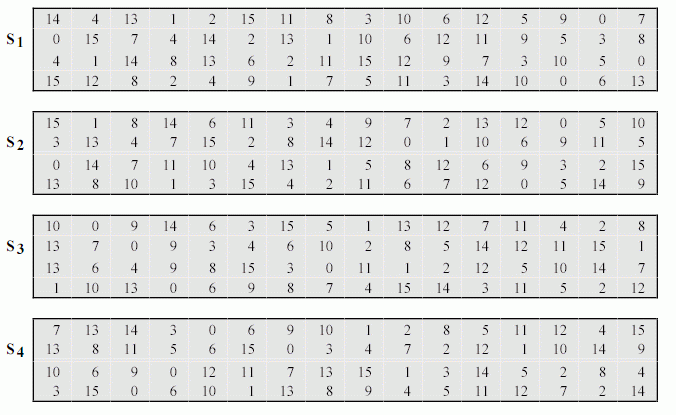 14 4 13 1 2 15 11 8 3 10 6 12 5 9 0 7
S1 0 15 7 4 14 2 13 1 10 6 12 11 9 5 3 8
4 1 14 8 13 6 2 11 15 12 9 7 3 10 5 0
15 12 8 2 4 9 1 7 5 11 3 14 10 0 6 13
15 1 8 14 6 11 3 4 9 7 2 13 12 0 5 10
S2 3 13 4 7 15 2 8 14 12 0 1 10 6 9 11 5
0 14 7 11 10 4 13 1 5 8 12 6 9 3 2 15
13 8 10 1 3 15 4 2 11 6 7 12 0 5 14 9
10 0 9 14 6 3 15 5 1 13 12 7 11 4 2 8
S3 13 7 0 9 3 4 6 10 2 8 5 14 12 11 15 1
13 6 4 9 8 15 3 0 11 1 2 12 5 10 14 7
1 10 13 0 6 9 8 7 4 15 14 3 11 5 2 12
7 13 14 3 0 6 9 10 1 2 8 5 11 12 4 15
S4 13 8 11 5 6 15 0 3 4 7 2 12 1 10 14 9
10 6 9 0 12 11 7 13 15 1 3 14 5 2 8 4
3 15 0 6 10 1 13 8 9 4 5 11 12 7 2 14